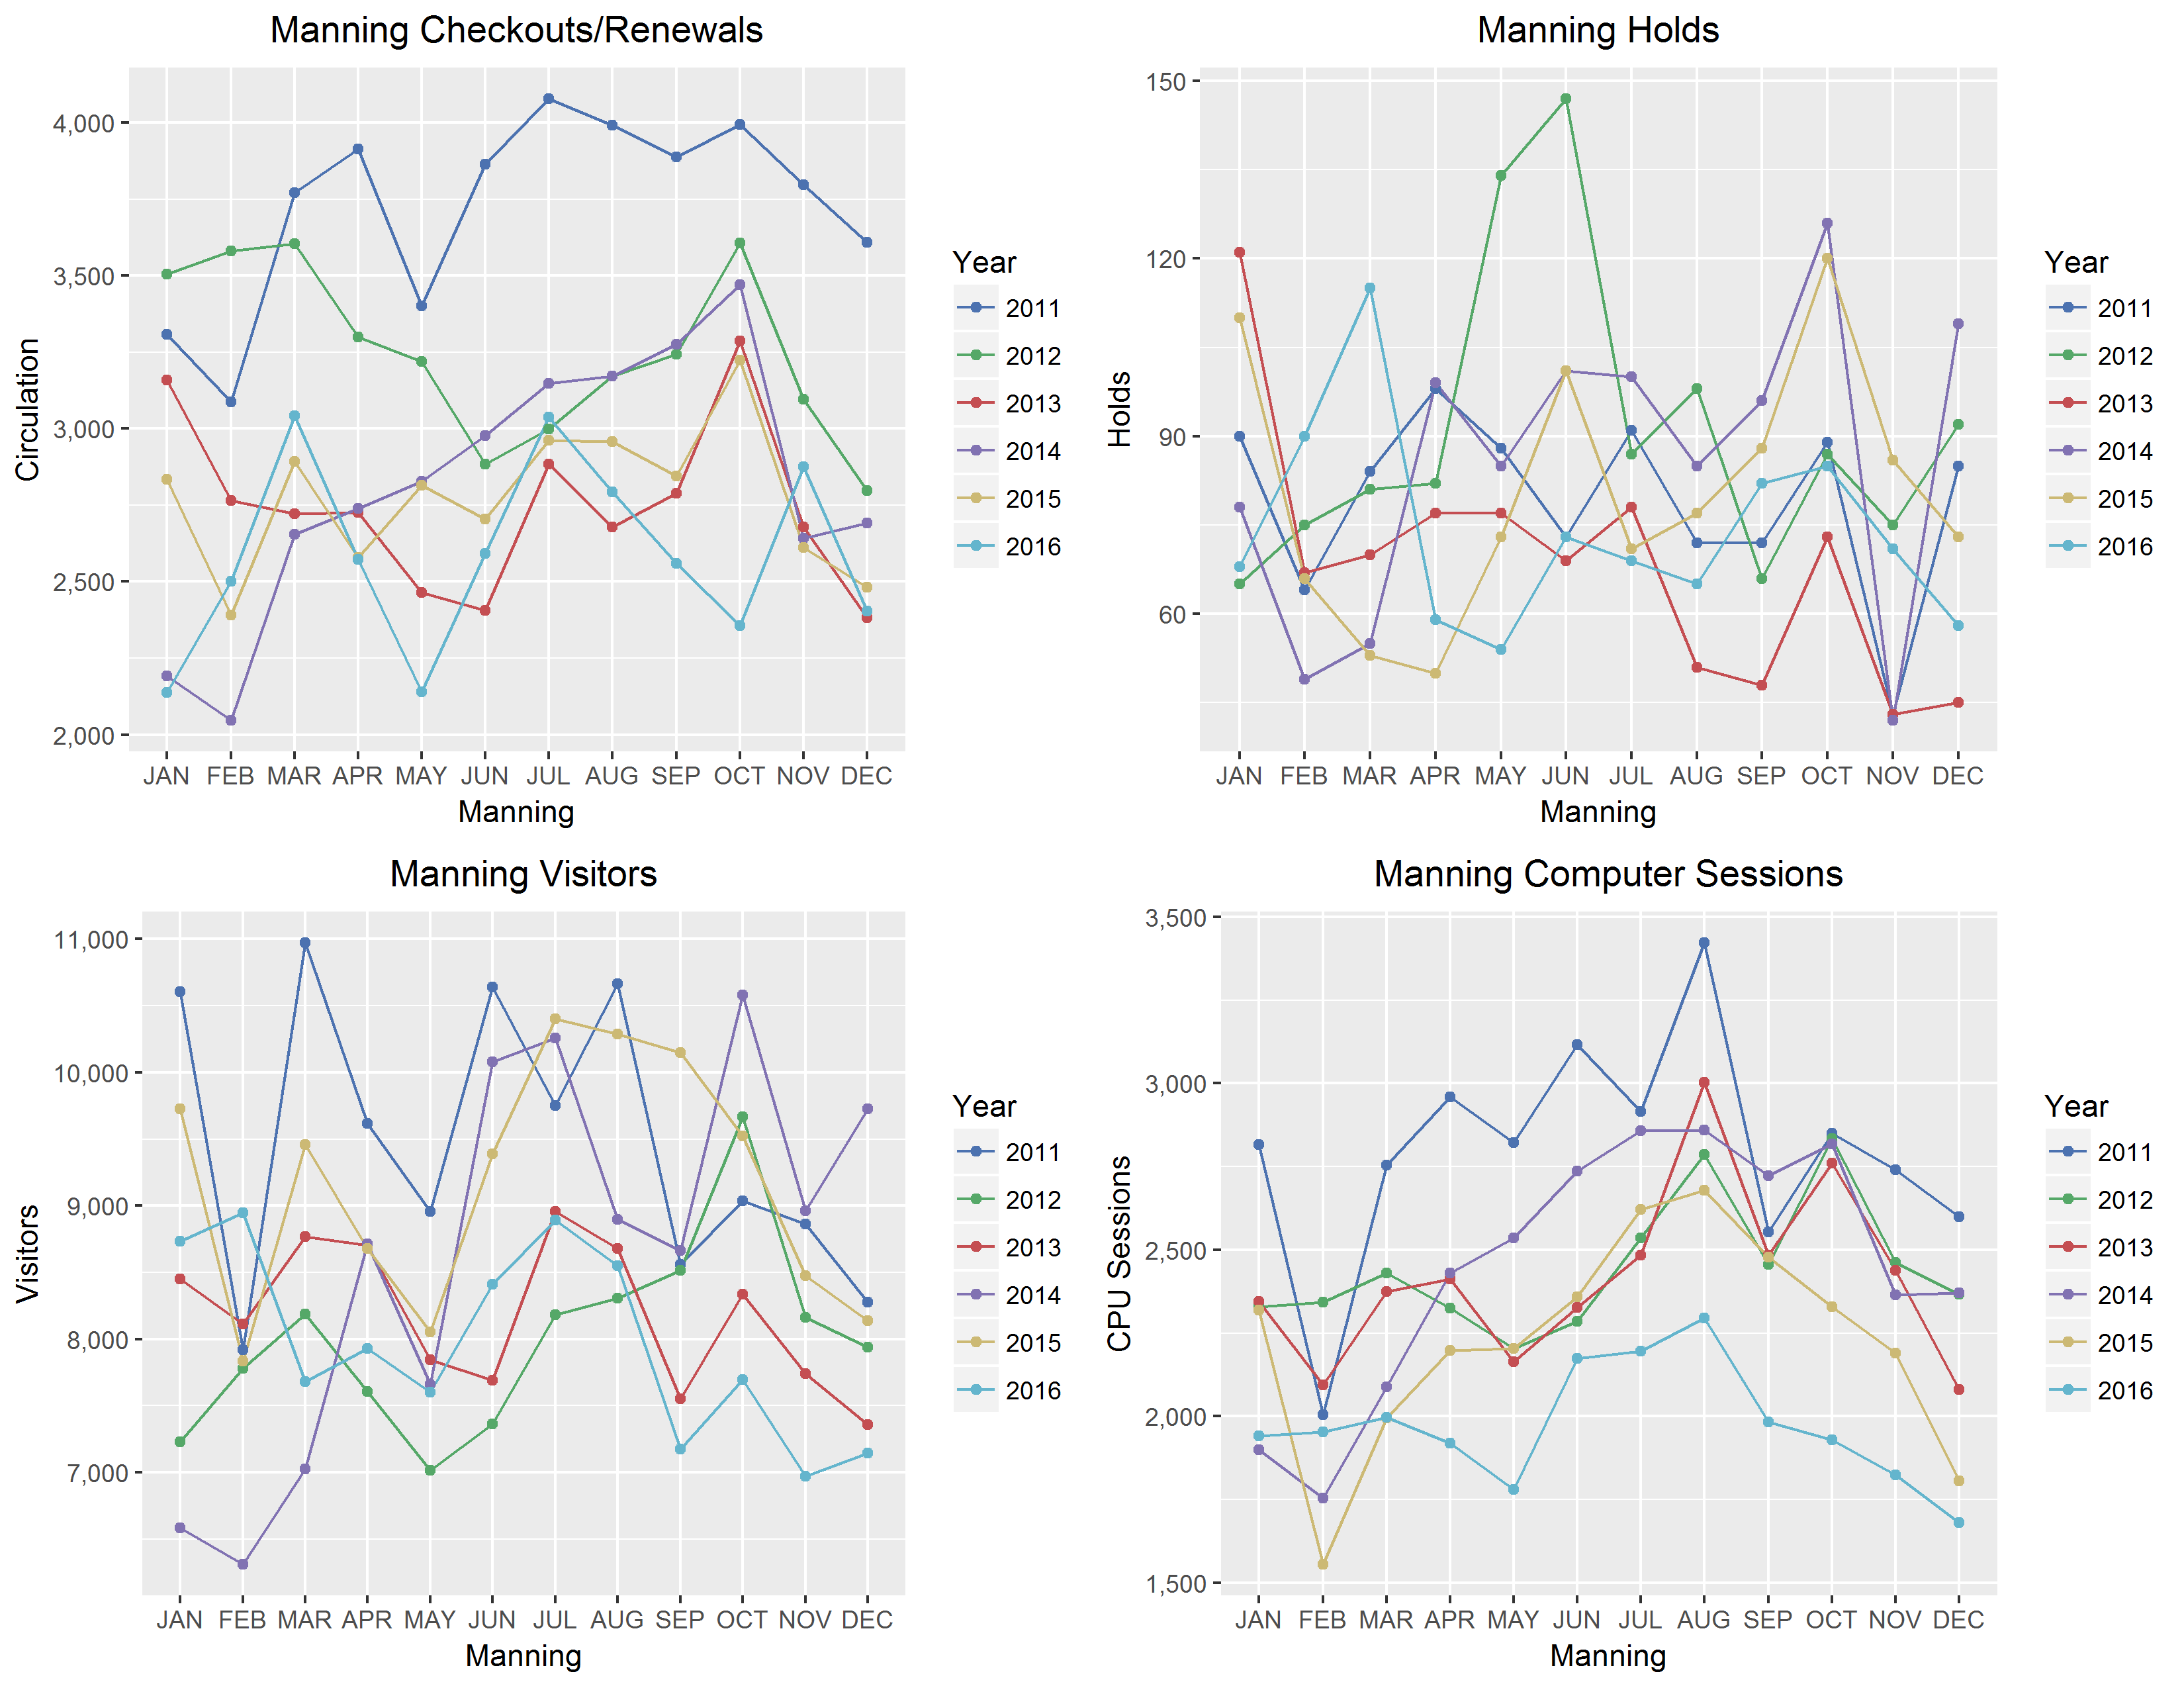 Manning Checkouts/Renewals
Circulation
4,000
3,500
3,000
2,500
2,000
JAN FEB MAR APR MAY JUN JUL AUG SEP OCT NOV DEC
Manning
Year
2011
2012
2013
2014
2015
2016
Manning Holds
Holds
150
120
90
60
JAN FEB MAR APR MAY JUN JUL AUG SEP OCT NOV DEC
Manning
Year
2011
2012
2013
2014
2015
2016
Manning Visitors
Visitors
11,000
10,000
9,000
8,000
7,000
JAN FEB MAR APR MAY JUN JUL AUG SEP OCT NOV DEC
Manning
Year
2011
2012
2013
2014
2015
2016
Manning Computer Sessions
CPU Sessions
3,500
3,000
2,500
2,000
1,500
JAN FEB MAR APR MAY JUN JUL AUG SEP OCT NOV DEC
Manning
Year
2011
2012
2013
2014
2015
2016